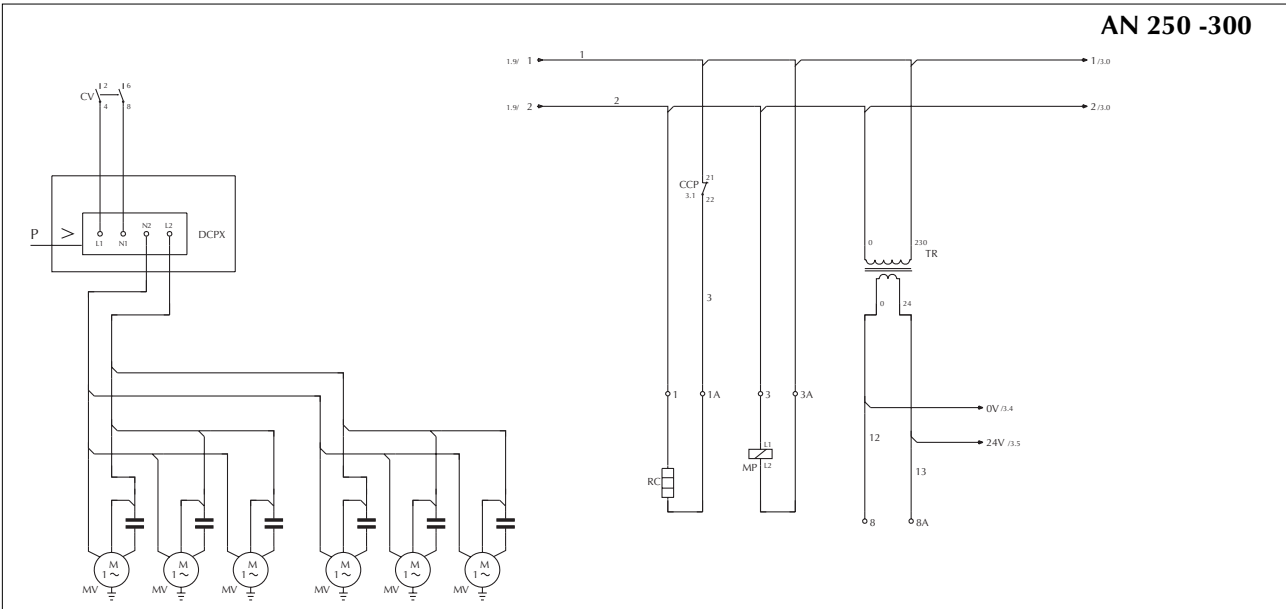 AN 250 -300
1.9/ 1 1 1 /3.0
1.9/ 2 2 2 /3.0
CV 2 6
4 8
CCP 21
3.1 22
P > L1 N1 N2 L2 DCPX
0 230
TR
0 24
3
1 1A 3 3A
0V /3.4
12
24V /3.5
13
L1
MP L2
RC
8 8A
M M M M M M
1 ~ 1 ~ 1 ~ 1 ~ 1 ~ 1 ~
MV MV MV MV MV MV